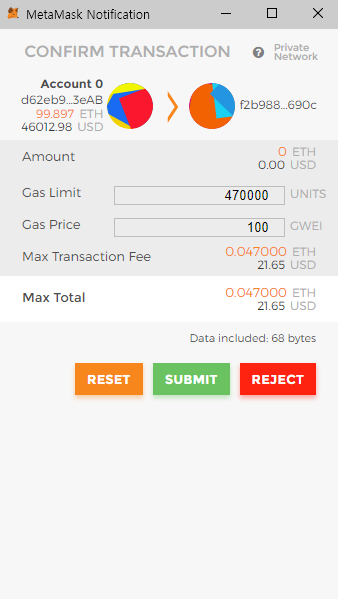 MetaMask Notification
CONFIRM TRANSACTION
? Private
Network
Account 0
d62eb9...3eAB
99.897 ETH
46012.98 USD
f2b988...690c
Amount 0 ETH
0.00 USD
Gas Limit 470000 UNITS
Gas Price 100 GWEI
Max Transaction Fee 0.047000 ETH
21.65 USD
Max Total 0.047000 ETH
21.65 USD
Data included: 68 bytes
RESET SUBMIT REJECT